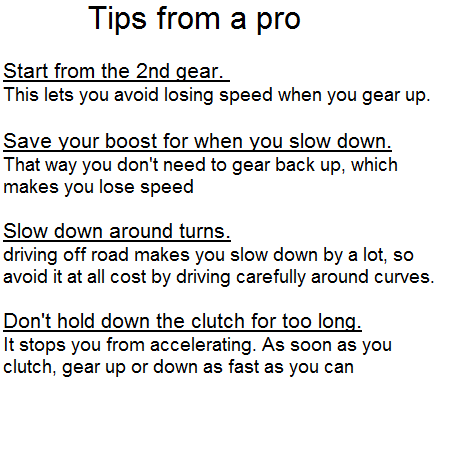 Tips from a pro
Start from the 2nd gear.
This lets you avoid losing speed when you gear up.
Save your boost for when you slow down.
That way you don't need to gear back up, which
makes you lose speed
Slow down around turns.
driving off road makes you slow down by a lot, so
avoid it at all cost by driving carefully around curves.
Don't hold down the clutch for too long.
It stops you from accelerating. As soon as you
clutch, gear up or down as fast as you can